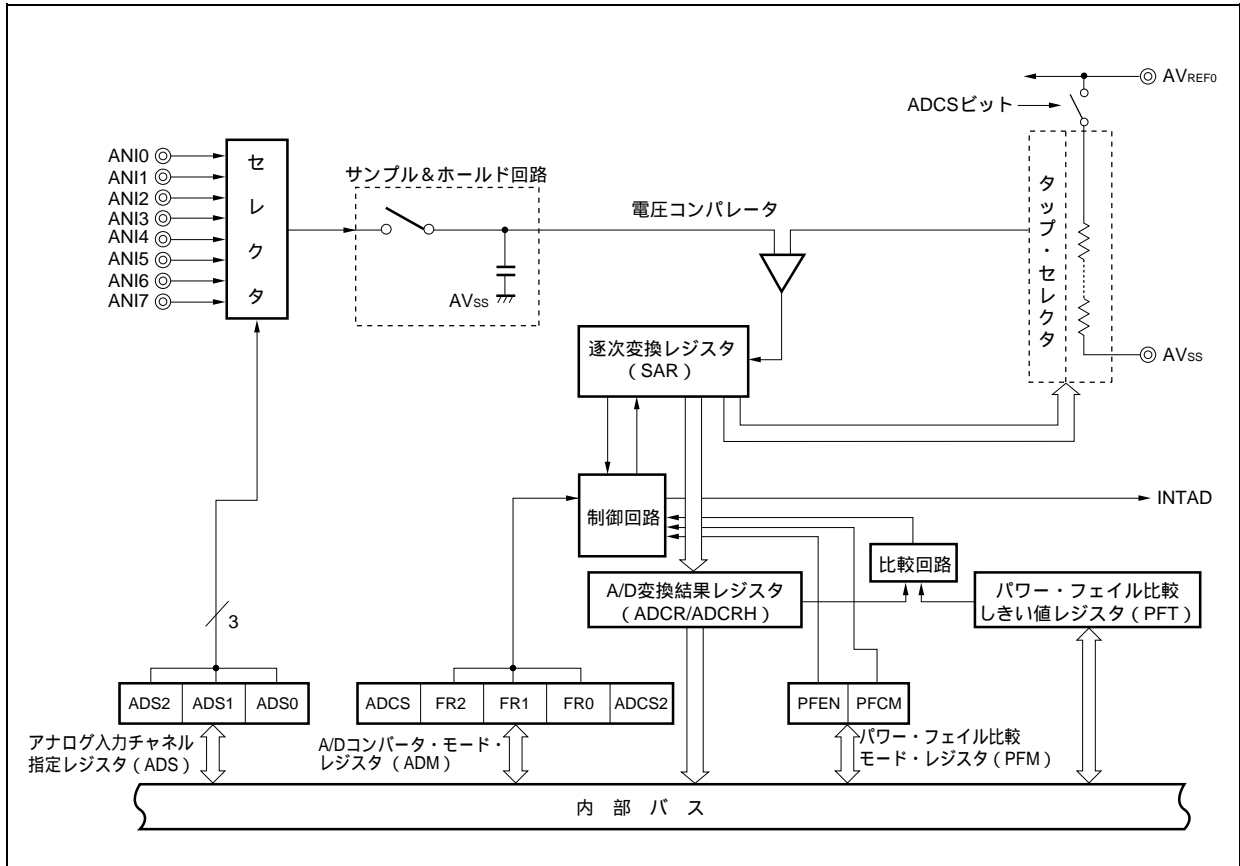 AVREF0
ADCSビット
ANI0
ANI1
ANI2
ANI3
ANI4
ANI5
ANI6
ANI7
セレクタ
サンプル&ホールド回路
AVSS
電圧コンパレータ
タップ・セレクタ
AVSS
逐次変換レジスタ
(SAR)
制御回路
INTAD
比較回路
A/D変換結果レジスタ
(ADCR/ADCRH)
パワー・フェイル比較
しきい値レジスタ(PFT)
3
ADS2 ADS1 ADS0
ADCS FR2 FR1 FR0 ADCS2
PFEN PFCM
アナログ入力チャネル
指定レジスタ(ADS)
A/Dコンバータ・モード・
レジスタ(ADM)
パワー・フェイル比較
モード・レジスタ(PFM)
内部バス